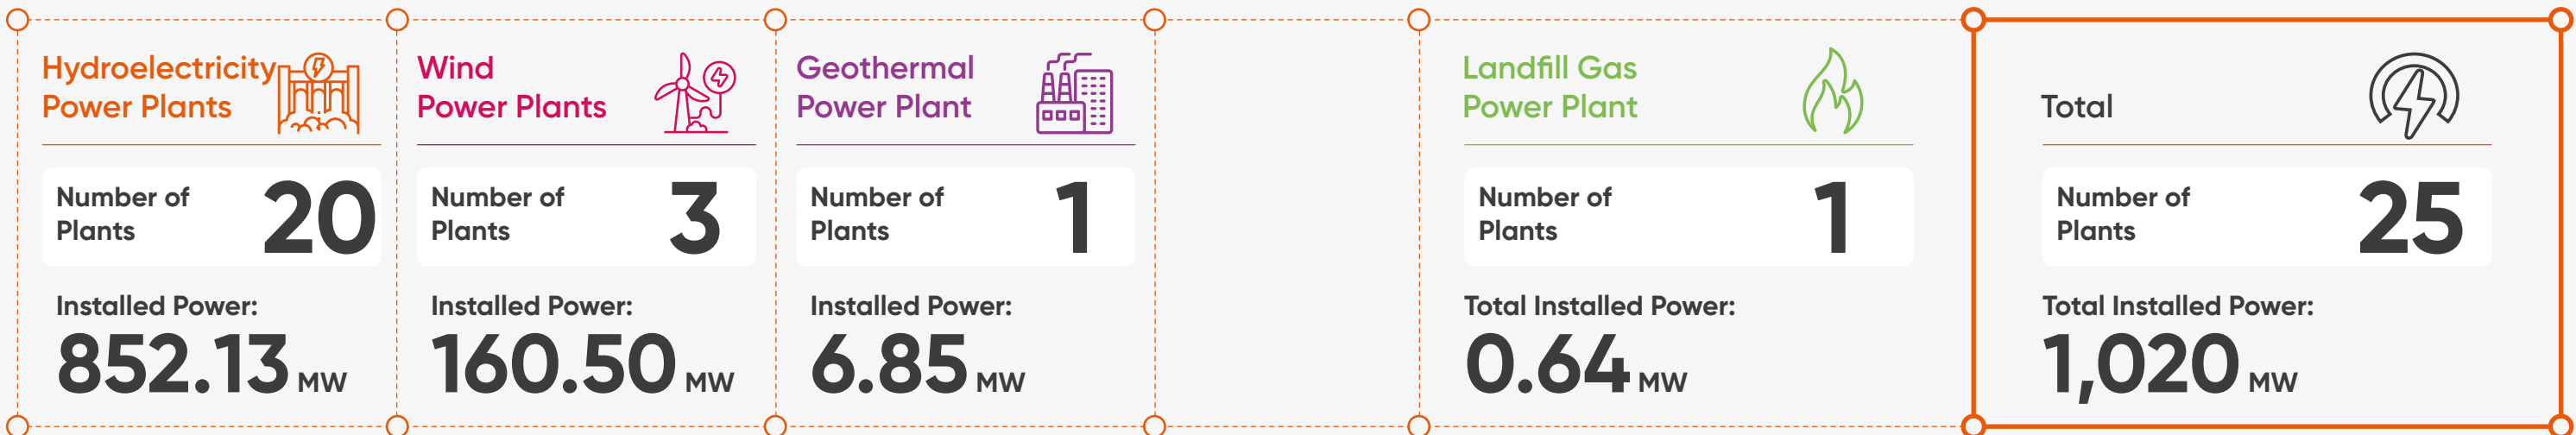 Hydroelectricity
Power Plants
Number of
Plants
20
Installed Power:
852.13 MW
Wind
Power Plants
Number of
Plants
3
Installed Power:
160.50 MW
Geothermal
Power Plant
Number of
Plants
1
Installed Power:
6.85 MW
Landfill Gas
Power Plant
Number of
Plants
1
Total Installed Power:
0.64 MW
Total
Number of
Plants
25
Total Installed Power:
1,020 MW